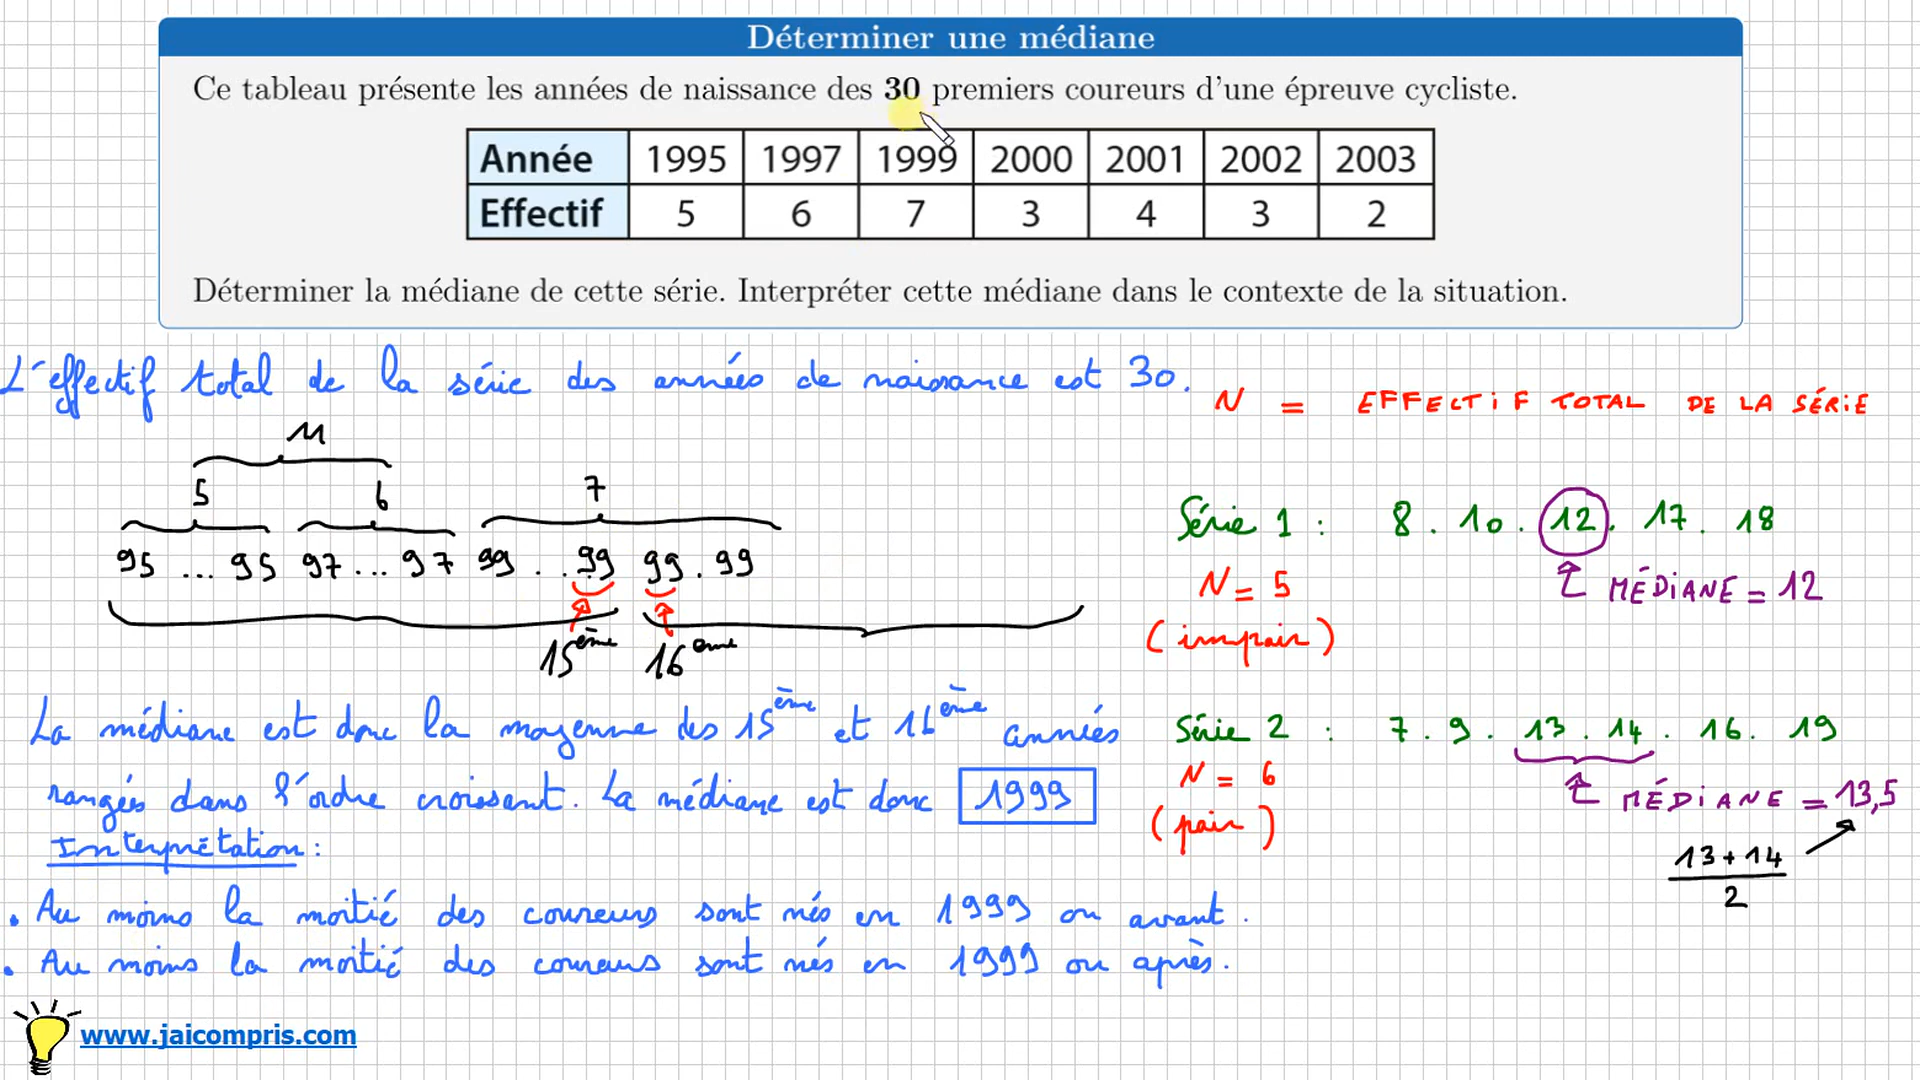 Déterminer une médiane
Ce tableau présente les années de naissance des 30 premiers coureurs d'une épreuve cycliste.
Année 1995 1997 1999 2000 2001 2002 2003
Effectif 5 6 7 3 4 3 2
Déterminer la médiane de cette série. Interpréter cette médiane dans le contexte de la situation.
L'effectif total de la série des années de naissance est 30.
N = EFFECTIF TOTAL DE LA SÉRIE
11
5 6 7
95 ... 95 97 ... 97 99 . . 99 99 . 99
15ème 16ème
Série 1 : 8 . 10 . 12 . 17 . 18
N = 5 MÉDIANE = 12
(impair)
La médiane est donc la moyenne des 15ème et 16ème années
rangées dans l'ordre croissant. La médiane est donc 1999
Série 2 : 7 . 9 . 13 . 14 . 16 . 19
N = 6 MÉDIANE = 13,5
(pair)
13 + 14
2
Interprétation :
• Au moins la moitié des coureurs sont nés en 1999 ou avant.
• Au moins la moitié des coureurs sont nés en 1999 ou après.
www.jaicompris.com